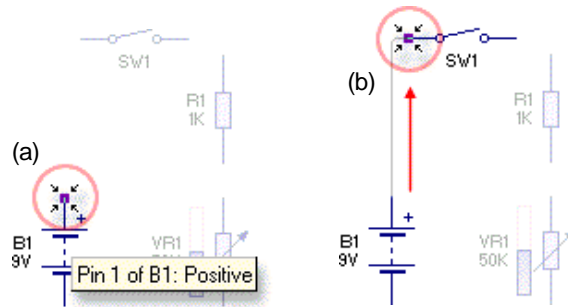 SW1
R1
1K
(a)
+
B1
9V
VR1
Pin 1 of B1: Positive
(b)
SW1
R1
1K
+
B1
9V
VR1
50K